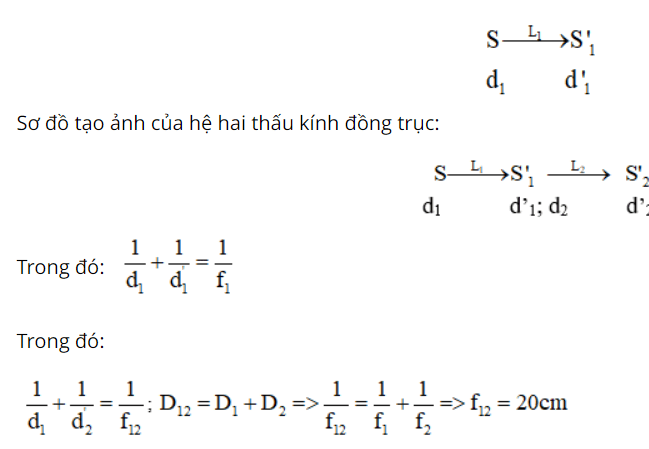 S —L₁→ S'₁
d₁ d'₁
Sơ đồ tạo ảnh của hệ hai thấu kính đồng trục:
S —L₁→ S'₁ —L₂→ S'₂
d₁ d’₁; d₂ d’₂
Trong đó: 1/d₁ + 1/d'₁ = 1/f₁
Trong đó:
1/d₁ + 1/d'₂ = 1/f₁₂; D₁₂ = D₁ + D₂ => 1/f₁₂ = 1/f₁ + 1/f₂ => f₁₂ = 20cm